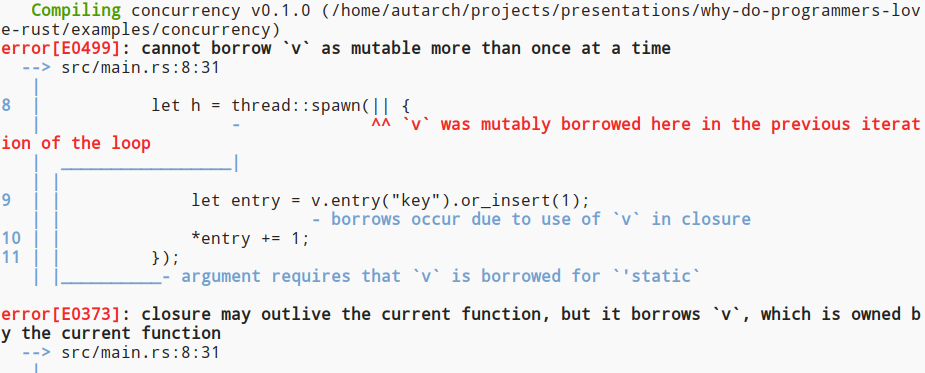 Compiling concurrency v0.1.0 (/home/autarch/projects/presentations/why-do-programmers-lov
e-rust/examples/concurrency)
error[E0499]: cannot borrow `v` as mutable more than once at a time
  --> src/main.rs:8:31
   |
8  |           let h = thread::spawn(|| {
   |                   -             ^^ `v` was mutably borrowed here in the previous iterat
ion of the loop
   |  _________________|
   | |
9  | |             let entry = v.entry("key").or_insert(1);
   | |                         - borrows occur due to use of `v` in closure
10 | |             *entry += 1;
11 | |         });
   | |__________- argument requires that `v` is borrowed for `'static`

error[E0373]: closure may outlive the current function, but it borrows `v`, which is owned b
y the current function
  --> src/main.rs:8:31
   |